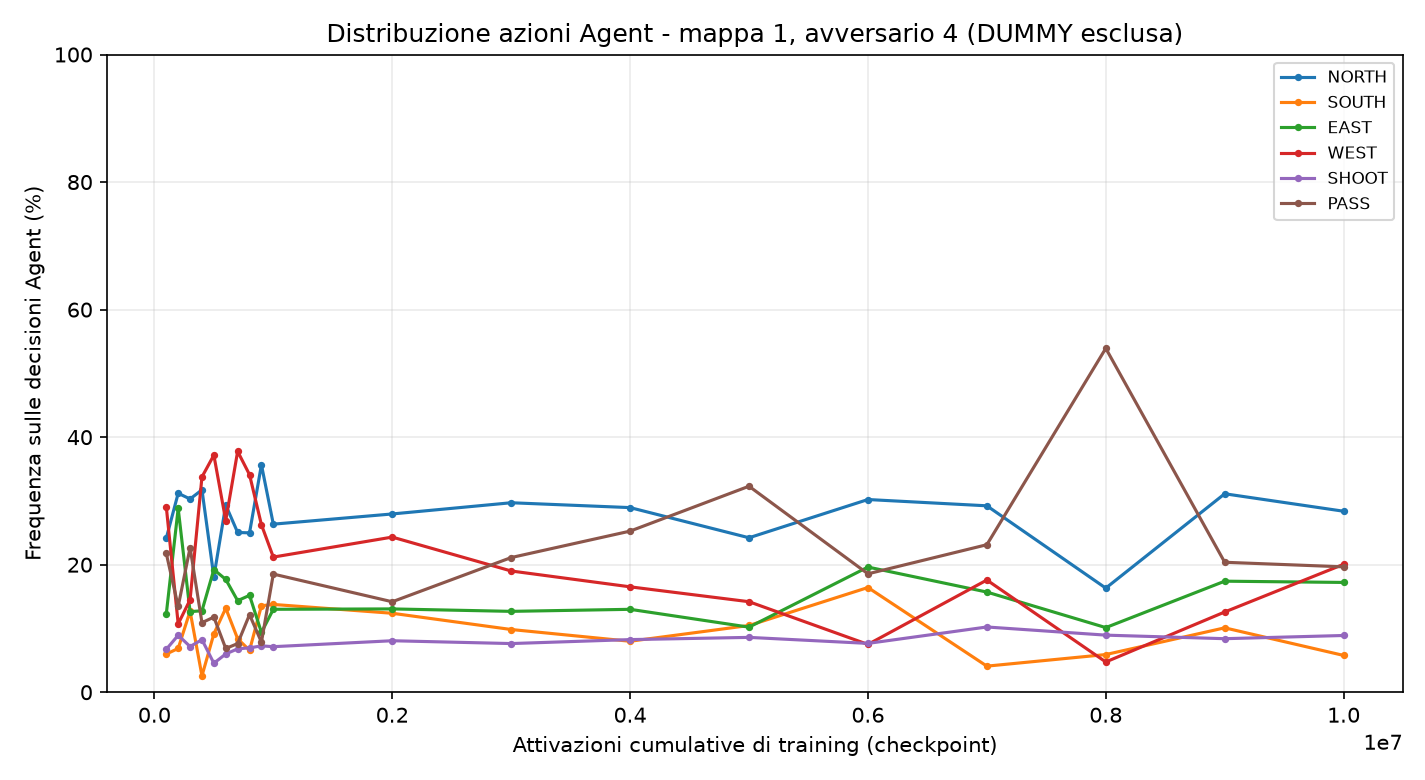 Distribuzione azioni Agent - mappa 1, avversario 4 (DUMMY esclusa)
Frequenza sulle decisioni Agent (%)
100
80
60
40
20
0
NORTH
SOUTH
EAST
WEST
SHOOT
PASS
0.0 0.2 0.4 0.6 0.8 1.0
1e7
Attivazioni cumulative di training (checkpoint)